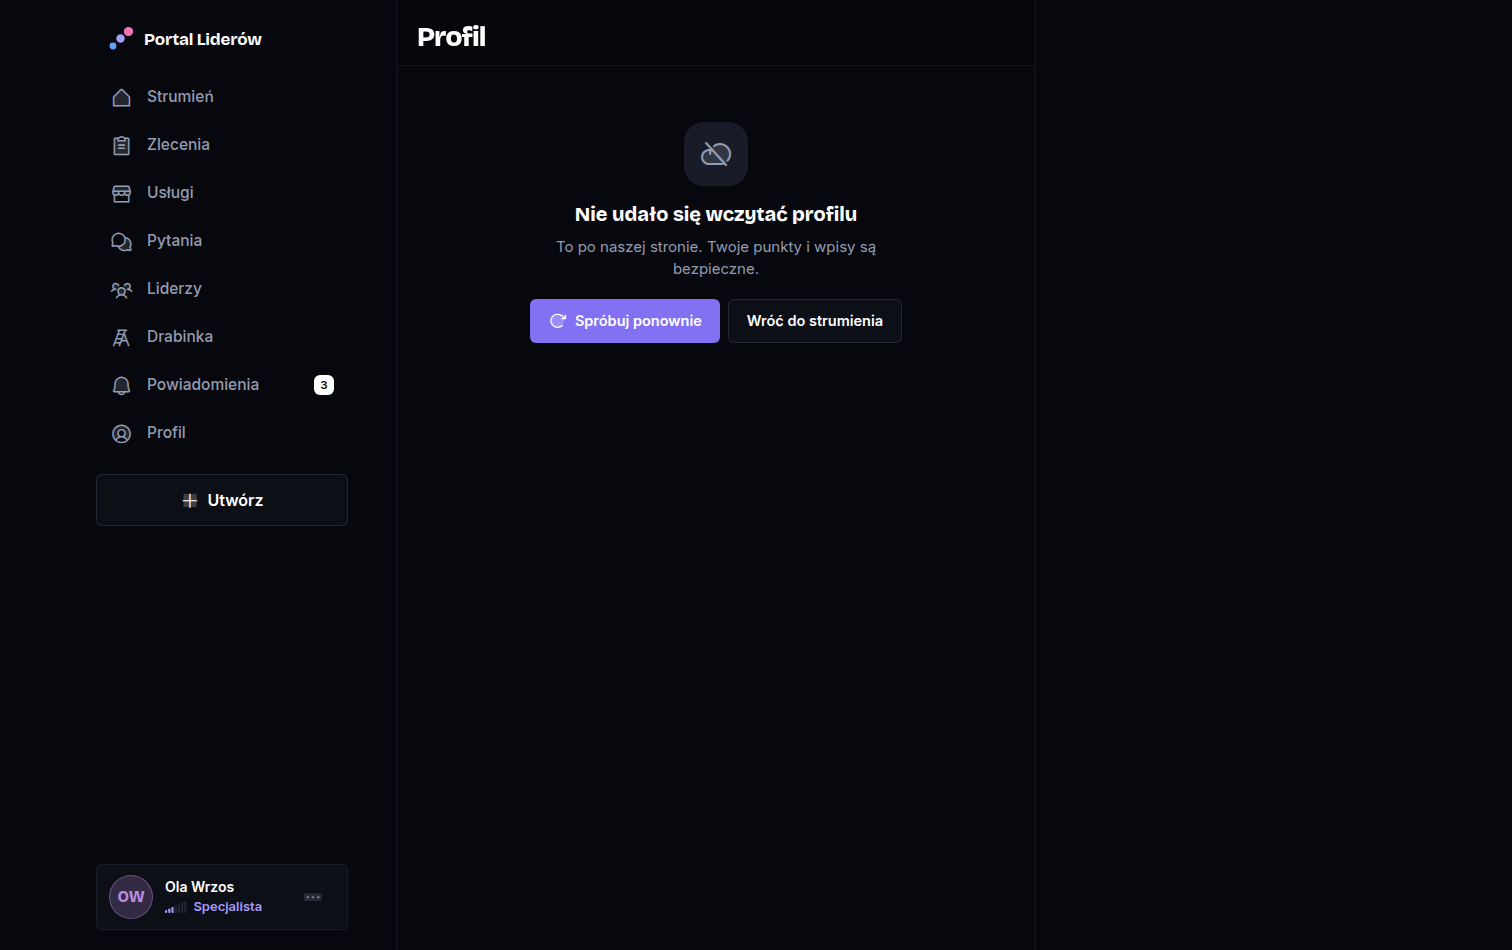 Portal Liderów
Strumień
Zlecenia
Usługi
Pytania
Liderzy
Drabinka
Powiadomienia
3
Profil
Utwórz
OW
Ola Wrzos
Specjalista
Profil
Nie udało się wczytać profilu
To po naszej stronie. Twoje punkty i wpisy są
bezpieczne.
Spróbuj ponownie
Wróć do strumienia